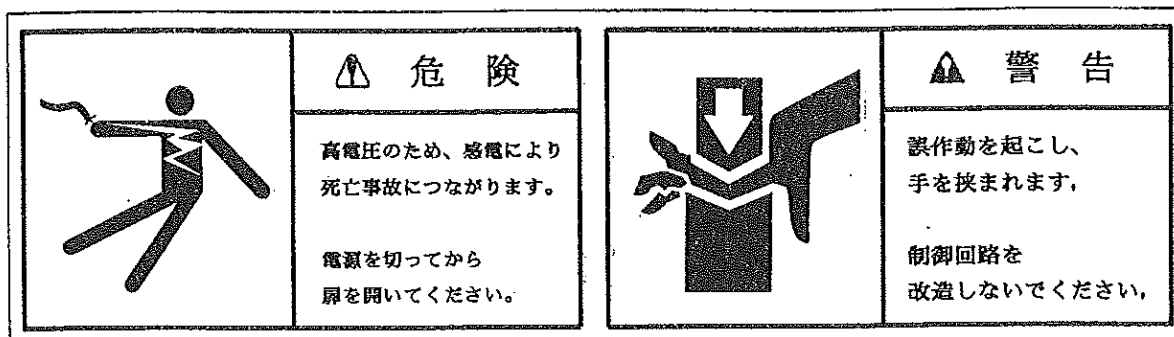 危険
高電圧のため、感電により
死亡事故につながります。
電源を切ってから
扉を開いてください。
警告
誤作動を起こし、
手を挟まれます。
制御回路を
改造しないでください。